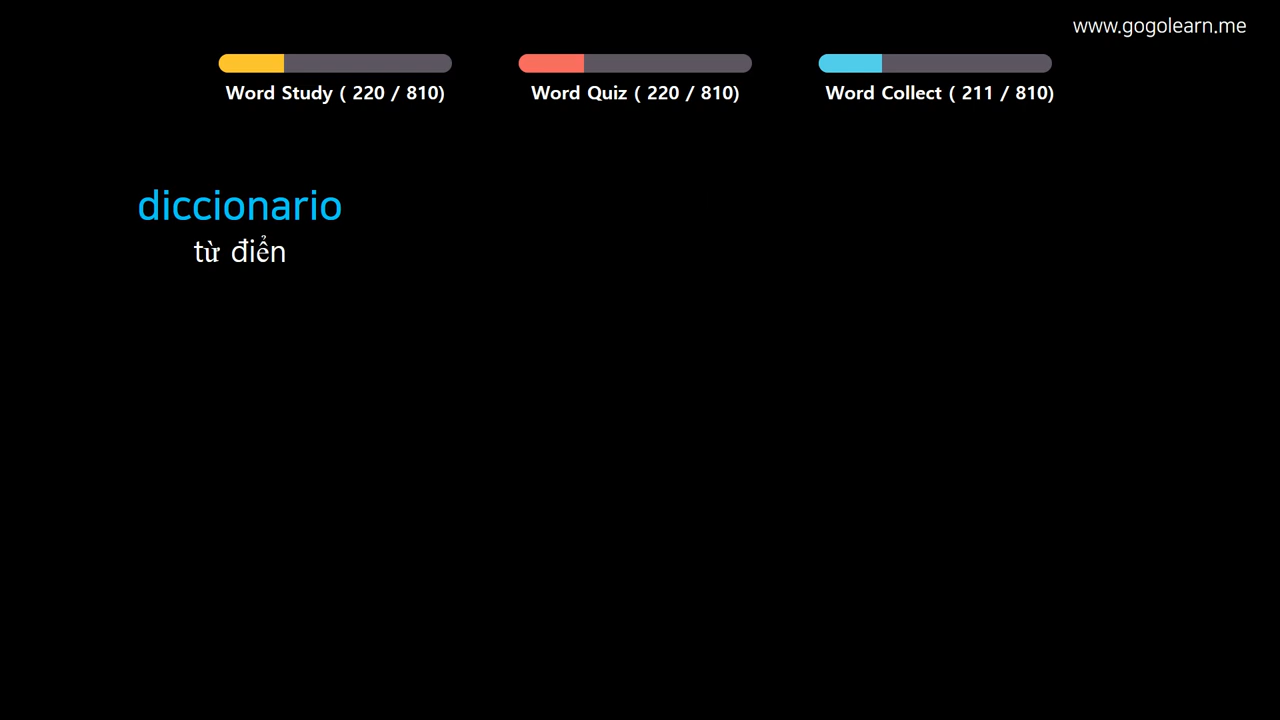 www.gogolearn.me
Word Study ( 220 / 810)
Word Quiz ( 220 / 810)
Word Collect ( 211 / 810)
diccionario
từ điển